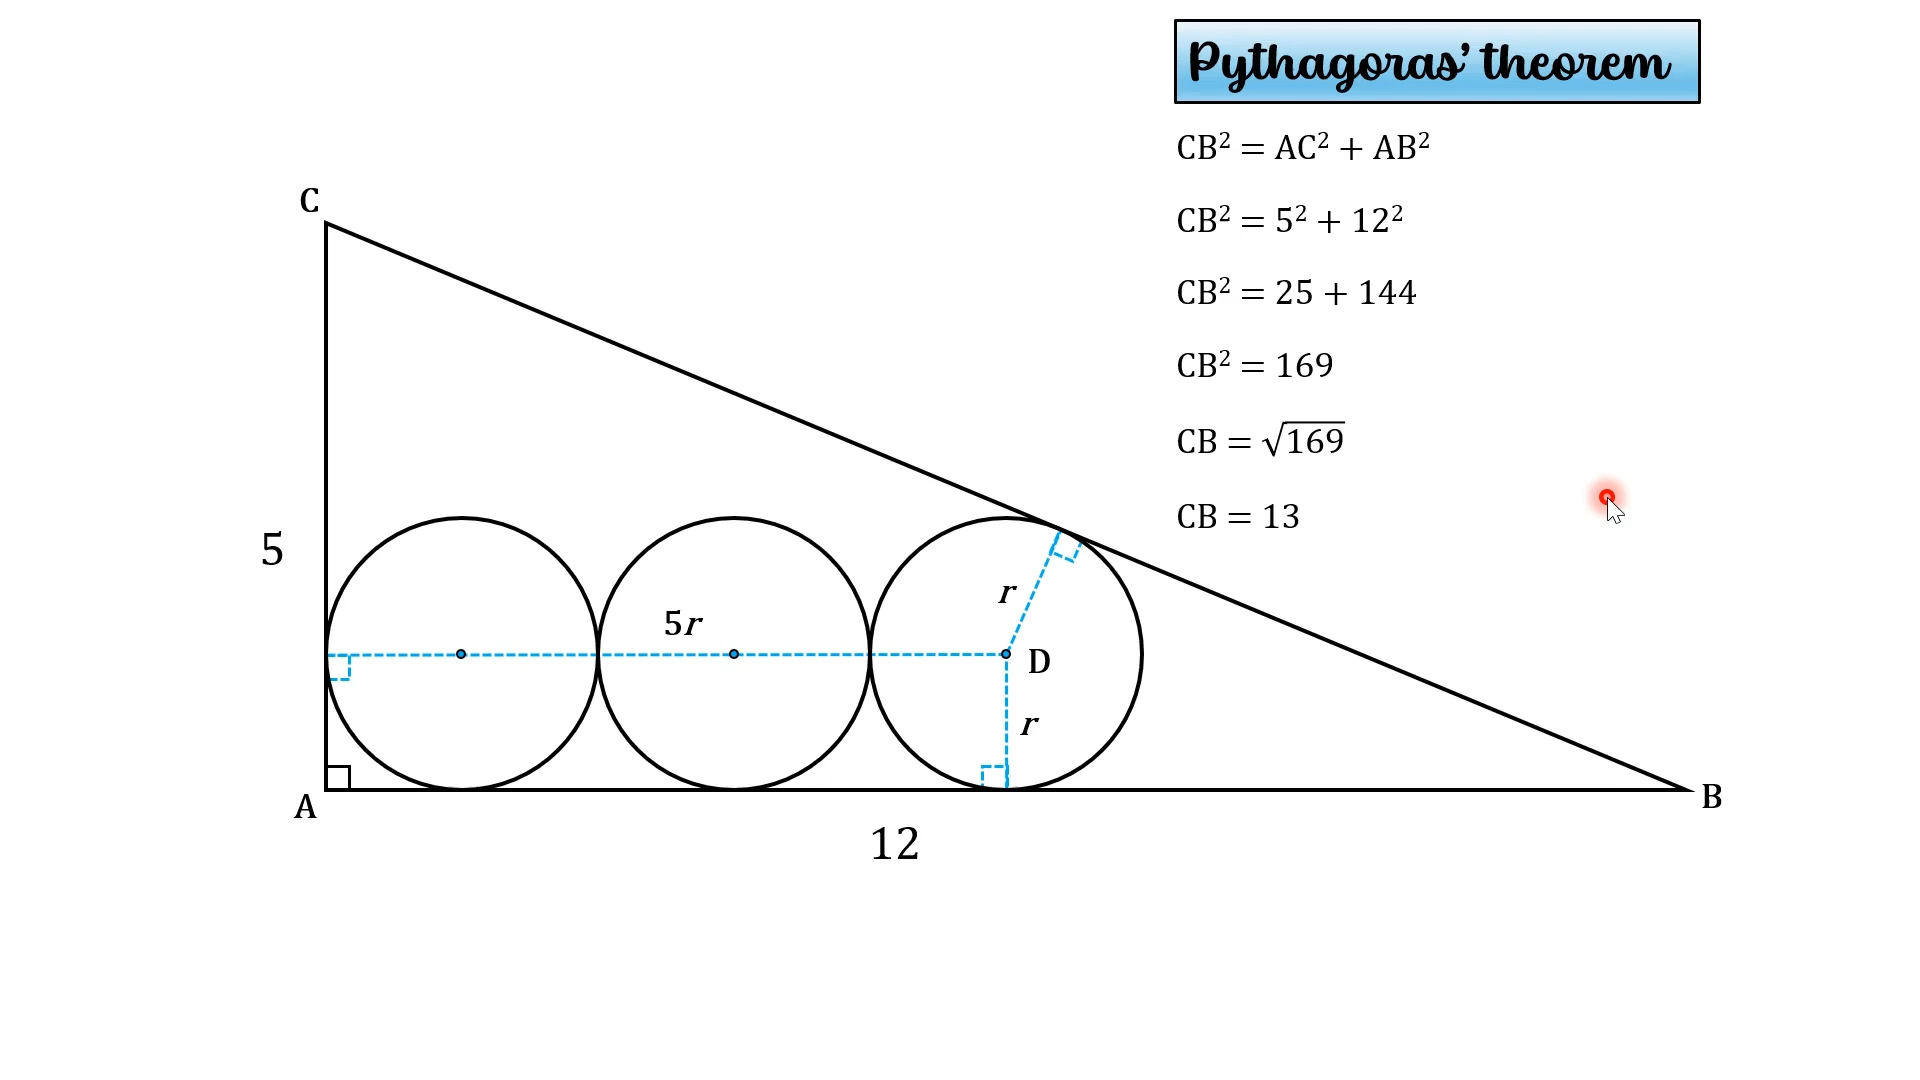 Pythagoras' theorem
CB² = AC² + AB²
CB² = 5² + 12²
CB² = 25 + 144
CB² = 169
CB = √169
CB = 13
C
5
r
5r
D
r
A
B
12